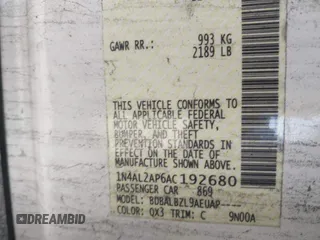 GAWR RR.: 993 KG
2189 LB
THIS VEHICLE CONFORMS TO
ALL APPLICABLE FEDERAL
MOTOR VEHICLE SAFETY,
BUMPER, AND THEFT
PREVENTION STANDARDS
IN EFFECT ON THE DATE OF
MANUFACTURE SHOWN ABOVE.
1N4AL2AP6AC192680
PASSENGER CAR 869
MODEL: BDBALBZL9AEUAP-----
COLOR: QX3 TRIM: C 9N00A